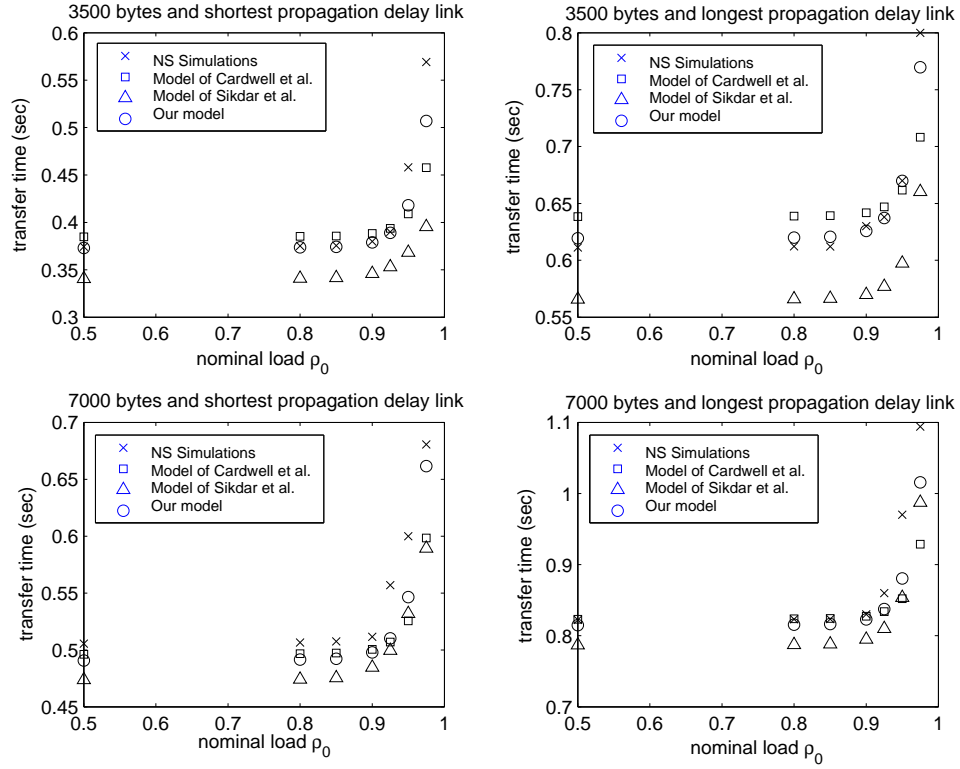 3500 bytes and shortest propagation delay link
0.6
0.55
0.5
0.45
0.4
0.35
0.3
transfer time (sec)
NS Simulations
Model of Cardwell et al.
Model of Sikdar et al.
Our model
0.5 0.6 0.7 0.8 0.9 1
nominal load ρ0
3500 bytes and longest propagation delay link
0.8
0.75
0.7
0.65
0.6
0.55
transfer time (sec)
NS Simulations
Model of Cardwell et al.
Model of Sikdar et al.
Our model
0.5 0.6 0.7 0.8 0.9 1
nominal load ρ0
7000 bytes and shortest propagation delay link
0.7
0.65
0.6
0.55
0.5
0.45
transfer time (sec)
NS Simulations
Model of Cardwell et al.
Model of Sikdar et al.
Our model
0.5 0.6 0.7 0.8 0.9 1
nominal load ρ0
7000 bytes and longest propagation delay link
1.1
1
0.9
0.8
0.7
transfer time (sec)
NS Simulations
Model of Cardwell et al.
Model of Sikdar et al.
Our model
0.5 0.6 0.7 0.8 0.9 1
nominal load ρ0